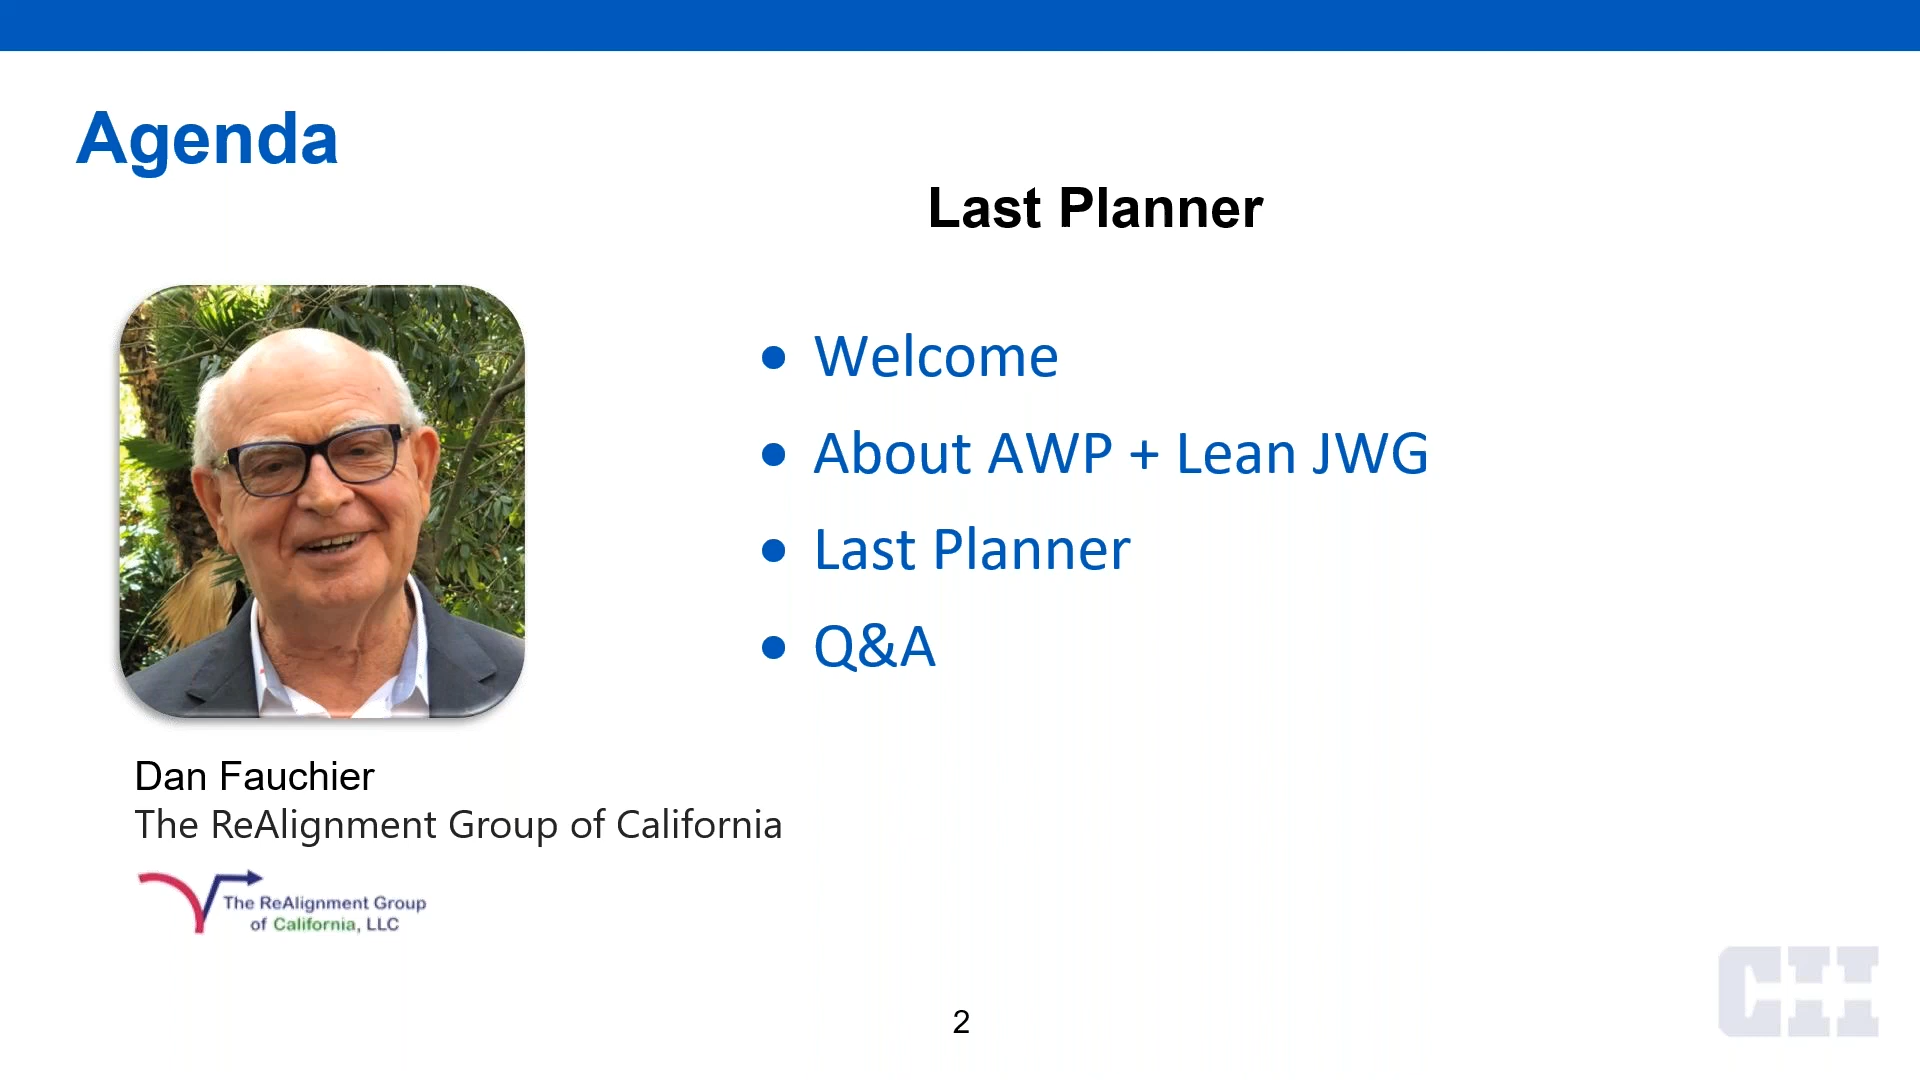 Agenda
Last Planner
• Welcome
• About AWP + Lean JWG
• Last Planner
• Q&A
Dan Fauchier
The ReAlignment Group of California
The ReAlignment Group
of California, LLC
2
CII